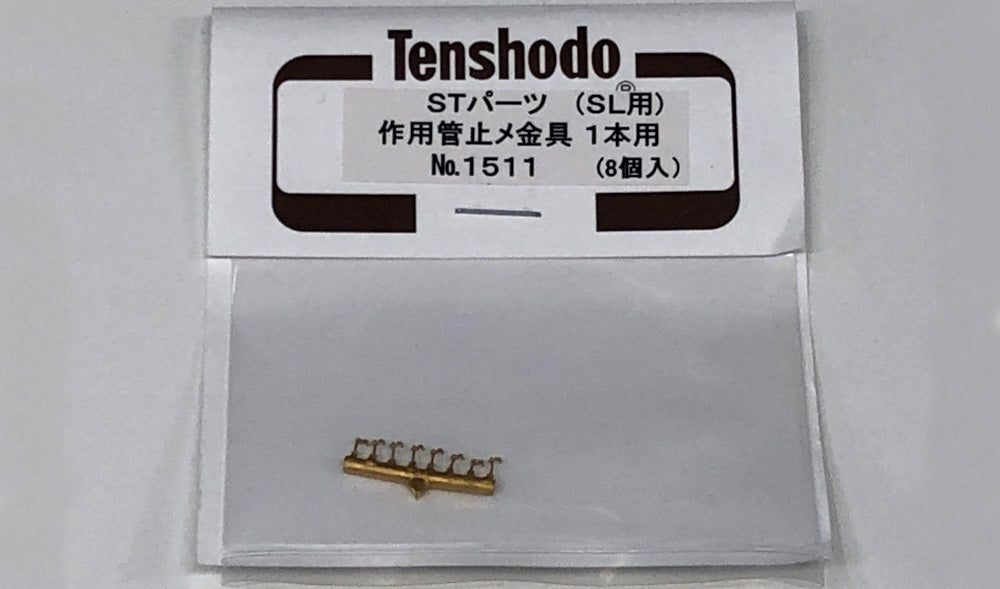 Tenshodo
STパーツ (SL用)
作用管止メ金具 1本用
No.1511 (8個入)